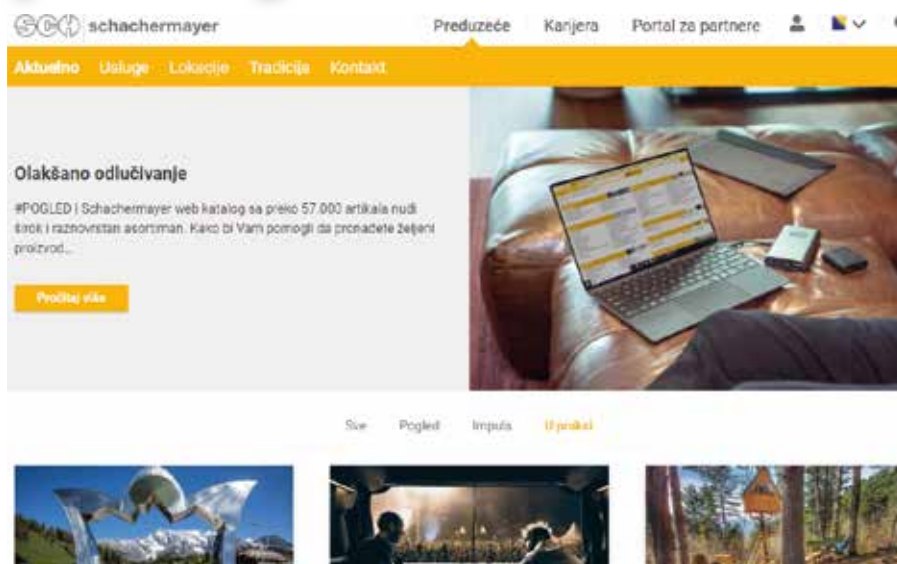 SCH schachermayer
Preduzeće Karijera Portal za partnere
Aktuelno Usluge Lokacije Tradicija Kontakt
Olakšano odlučivanje
#POGLED | Schachermayer web katalog sa preko 57.000 artikala nudi
širok i raznovrstan asortiman. Kako bi Vam pomogli da pronađete željeni
proizvod...
Pročitaj više
Sve Pogled Impuls U praksi